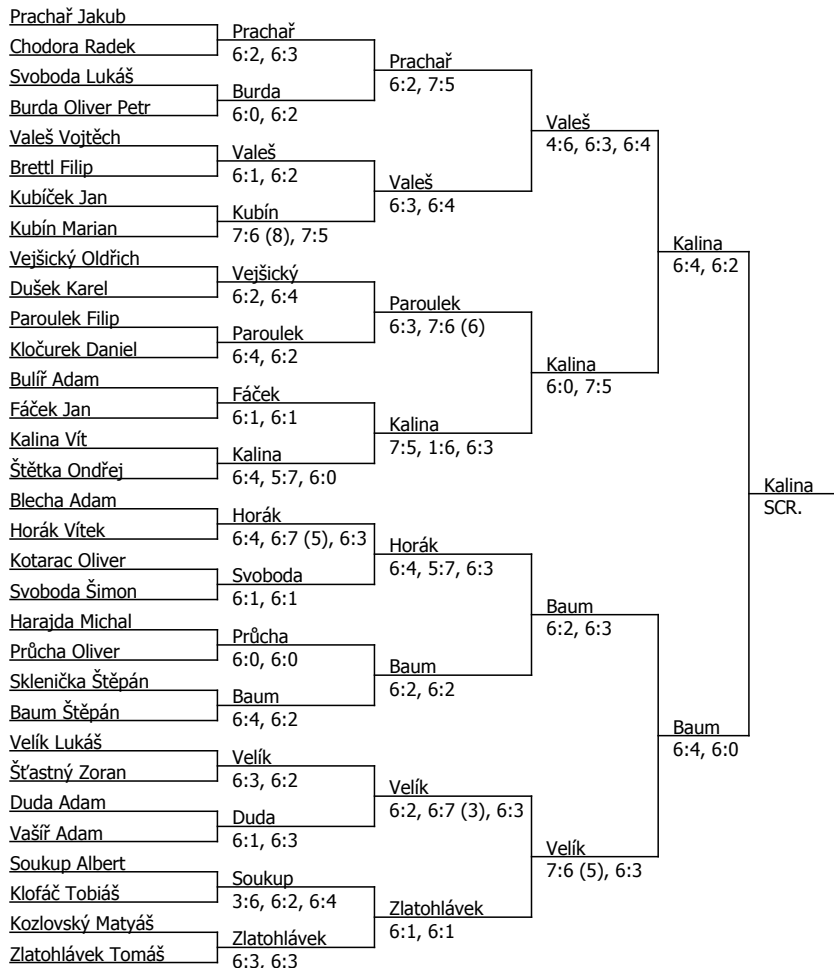 Prachař Jakub
Chodora Radek
Svoboda Lukáš
Burda Oliver Petr
Valeš Vojtěch
Brettl Filip
Kubíček Jan
Kubín Marian
Vejšický Oldřich
Dušek Karel
Paroulek Filip
Kločurek Daniel
Bulíř Adam
Fáček Jan
Kalina Vít
Štětka Ondřej
Blecha Adam
Horák Vítek
Kotarac Oliver
Svoboda Šimon
Harajda Michal
Průcha Oliver
Sklenička Štěpán
Baum Štěpán
Velík Lukáš
Šťastný Zoran
Duda Adam
Vašíř Adam
Soukup Albert
Klofáč Tobiáš
Kozlovský Matyáš
Zlatohlávek Tomáš
Prachař
6:2, 6:3
Burda
6:0, 6:2
Valeš
6:1, 6:2
Kubín
7:6 (8), 7:5
Vejšický
6:2, 6:4
Paroulek
6:4, 6:2
Fáček
6:1, 6:1
Kalina
6:4, 5:7, 6:0
Horák
6:4, 6:7 (5), 6:3
Svoboda
6:1, 6:1
Průcha
6:0, 6:0
Baum
6:4, 6:2
Velík
6:3, 6:2
Duda
6:1, 6:3
Soukup
3:6, 6:2, 6:4
Zlatohlávek
6:3, 6:3
Prachař
6:2, 7:5
Valeš
6:3, 6:4
Paroulek
6:3, 7:6 (6)
Kalina
7:5, 1:6, 6:3
Horák
6:4, 5:7, 6:3
Baum
6:2, 6:2
Velík
6:2, 6:7 (3), 6:3
Zlatohlávek
6:1, 6:1
Valeš
4:6, 6:3, 6:4
Kalina
6:0, 7:5
Baum
6:2, 6:3
Velík
7:6 (5), 6:3
Kalina
6:4, 6:2
Baum
6:4, 6:0
Kalina
SCR.